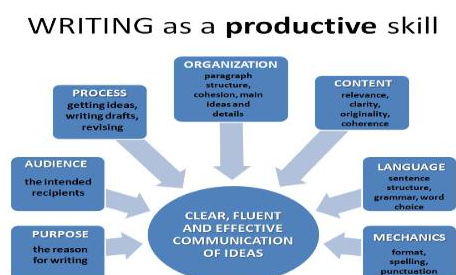 WRITING as a productive skill
ORGANIZATION
paragraph
structure,
cohesion, main
ideas and
details
PROCESS
getting ideas,
writing drafts,
revising
CONTENT
relevance,
clarity,
originality,
coherence
AUDIENCE
the intended
recipients
LANGUAGE
sentence
structure,
grammar, word
choice
PURPOSE
the reason
for writing
MECHANICS
format,
spelling,
punctuation
CLEAR, FLUENT
AND EFFECTIVE
COMMUNICATION
OF IDEAS